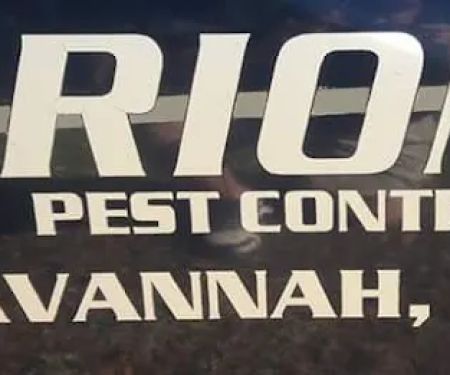 RIO
PEST CONT
AVANNAH,